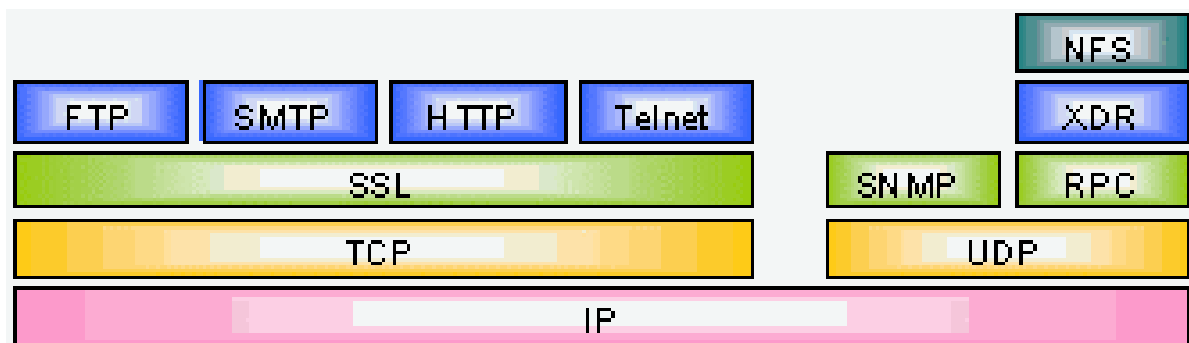 NFS
FTP SMTP HTTP Telnet XDR
SSL SNMP RPC
TCP UDP
IP